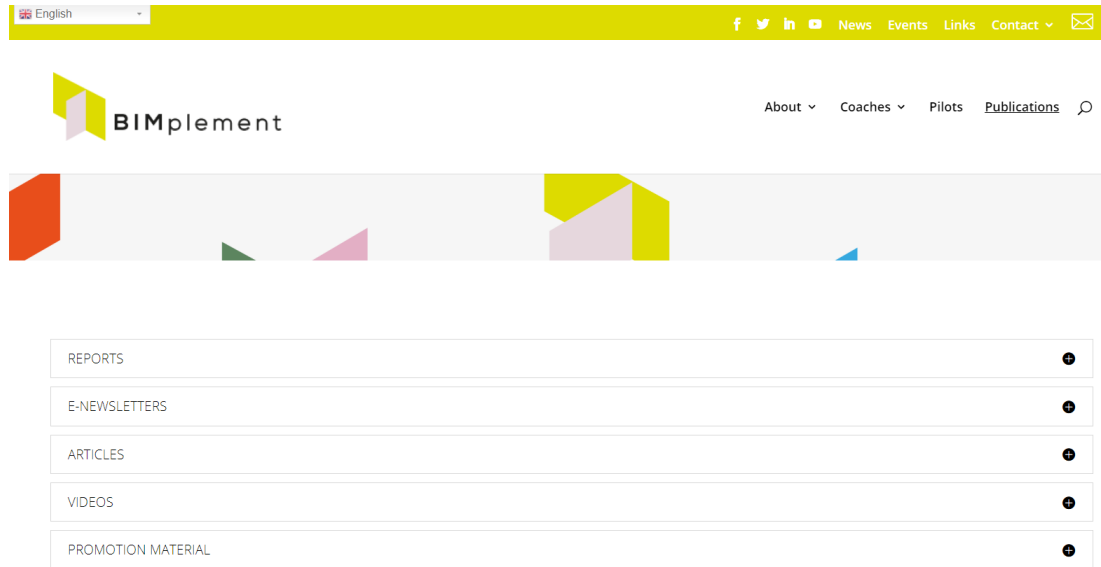 English
News Events Links Contact
BIMplement
About Coaches Pilots Publications
REPORTS
E-NEWSLETTERS
ARTICLES
VIDEOS
PROMOTION MATERIAL